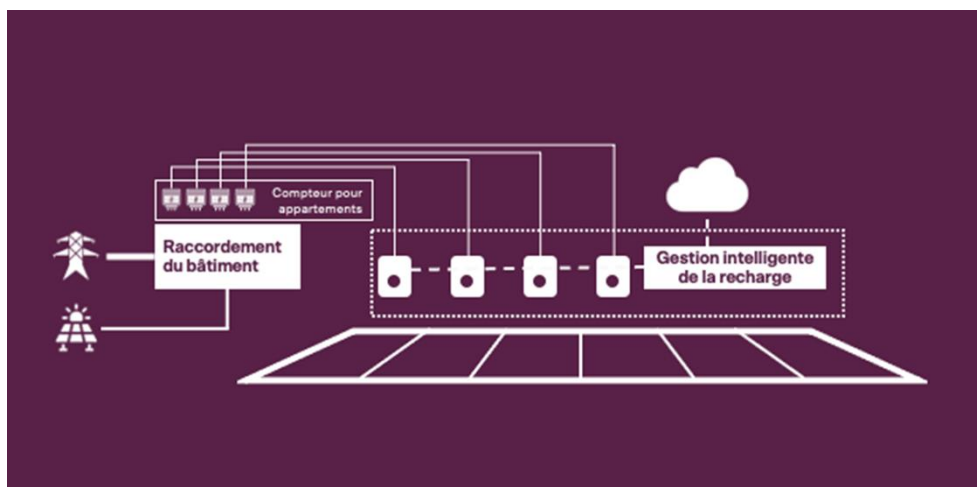 Compteur pour
appartements
Raccordement
du bâtiment
Gestion intelligente
de la recharge